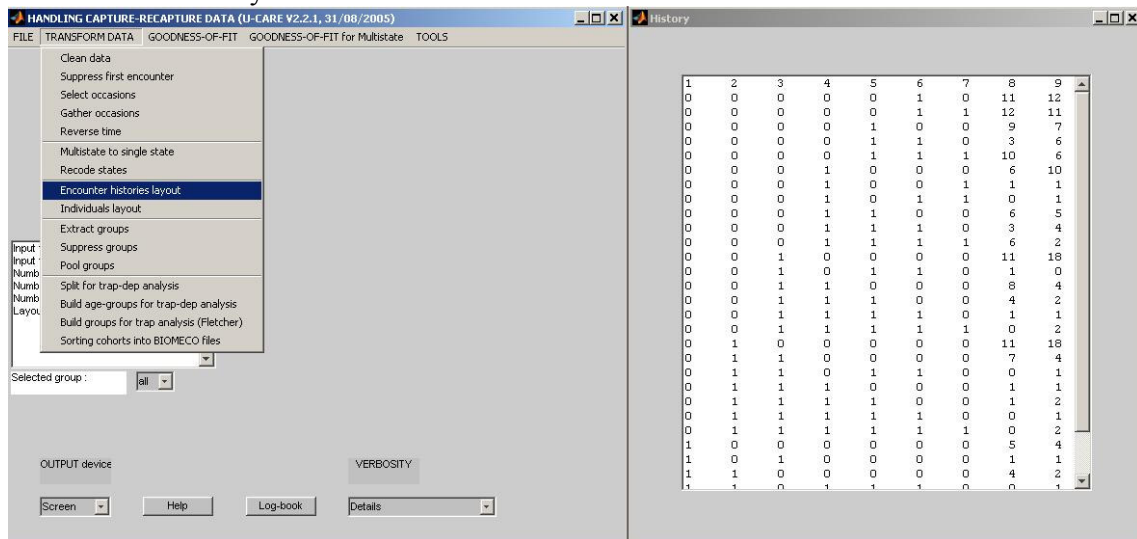 HANDLING CAPTURE-RECAPTURE DATA (U-CARE V2.2.1, 31/08/2005)
FILE TRANSFORM DATA GOODNESS-OF-FIT GOODNESS-OF-FIT for Multistate TOOLS
Clean data
Suppress first encounter
Select occasions
Gather occasions
Reverse time
Multistate to single state
Recode states
Encounter histories layout
Individuals layout
Extract groups
Suppress groups
Pool groups
Split for trap-dep analysis
Build age-groups for trap-dep analysis
Build groups for trap analysis (Fletcher)
Sorting cohorts into BIOMECO files
Input
Input
Numb
Numb
Numb
Layou
Selected group : all
OUTPUT device VERBOSITY
Screen Help Log-book Details
History
1 2 3 4 5 6 7 8 9
0 0 0 0 0 1 0 11 12
0 0 0 0 0 1 1 12 11
0 0 0 0 1 0 0 9 7
0 0 0 0 1 1 0 3 6
0 0 0 0 1 1 1 10 6
0 0 0 1 0 0 0 6 10
0 0 0 1 0 0 1 1 1
0 0 0 1 0 1 1 0 1
0 0 0 1 1 0 0 6 5
0 0 0 1 1 1 0 3 4
0 0 0 1 1 1 1 6 2
0 0 1 0 0 0 0 11 18
0 0 1 0 1 1 0 1 0
0 0 1 1 0 0 0 8 4
0 0 1 1 1 0 0 4 2
0 0 1 1 1 1 0 1 1
0 0 1 1 1 1 1 0 2
0 1 0 0 0 0 0 11 18
0 1 1 0 0 0 0 7 4
0 1 1 0 1 1 0 0 1
0 1 1 1 0 0 0 1 1
0 1 1 1 1 0 0 1 2
0 1 1 1 1 1 0 0 1
0 1 1 1 1 1 1 0 2
1 0 0 0 0 0 0 5 4
1 0 1 0 0 0 0 1 1
1 1 0 0 0 0 0 4 2
1 1 0 1 1 1 0 0 1